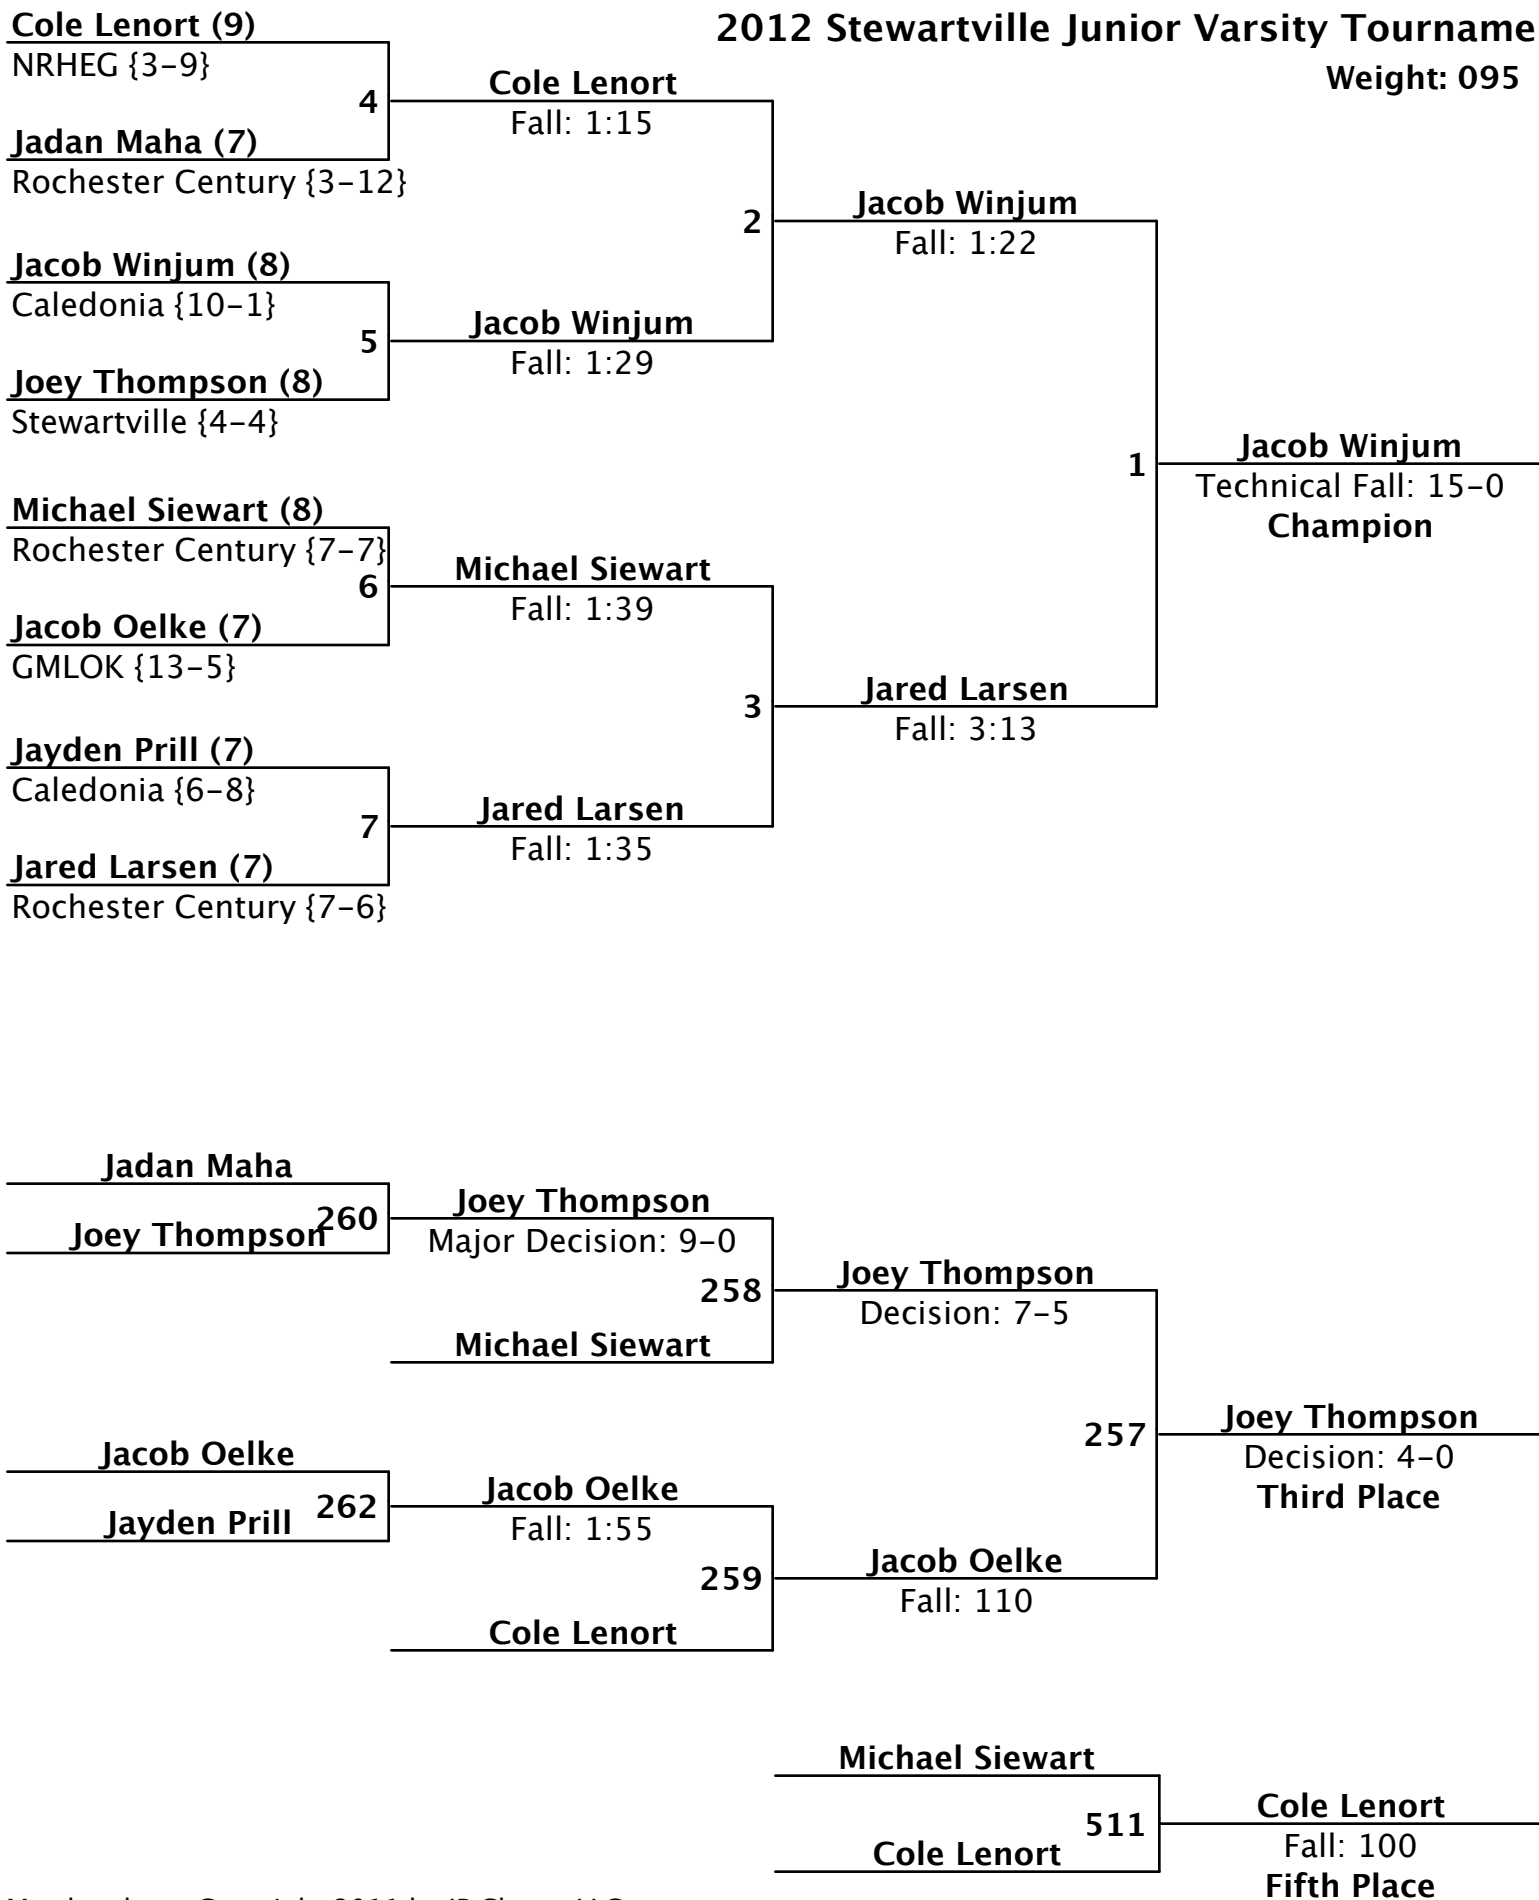 2012 Stewartville Junior Varsity Tourname
Weight: 095
Cole Lenort (9)
NRHEG {3-9}
4
Jadan Maha (7)
Rochester Century {3-12}
Cole Lenort
Fall: 1:15
2
Jacob Winjum (8)
Caledonia {10-1}
5
Joey Thompson (8)
Stewartville {4-4}
Jacob Winjum
Fall: 1:29
Jacob Winjum
Fall: 1:22
1
Jacob Winjum
Technical Fall: 15-0
Champion
Michael Siewart (8)
Rochester Century {7-7}
6
Jacob Oelke (7)
GMLOK {13-5}
Michael Siewart
Fall: 1:39
3
Jared Larsen
Fall: 3:13
Jayden Prill (7)
Caledonia {6-8}
7
Jared Larsen (7)
Rochester Century {7-6}
Jared Larsen
Fall: 1:35
Jadan Maha
260
Joey Thompson
Joey Thompson
Major Decision: 9-0
258
Michael Siewart
Joey Thompson
Decision: 7-5
257
Joey Thompson
Decision: 4-0
Third Place
Jacob Oelke
262
Jayden Prill
Jacob Oelke
Fall: 1:55
259
Cole Lenort
Jacob Oelke
Fall: 110
Michael Siewart
511
Cole Lenort
Cole Lenort
Fall: 100
Fifth Place